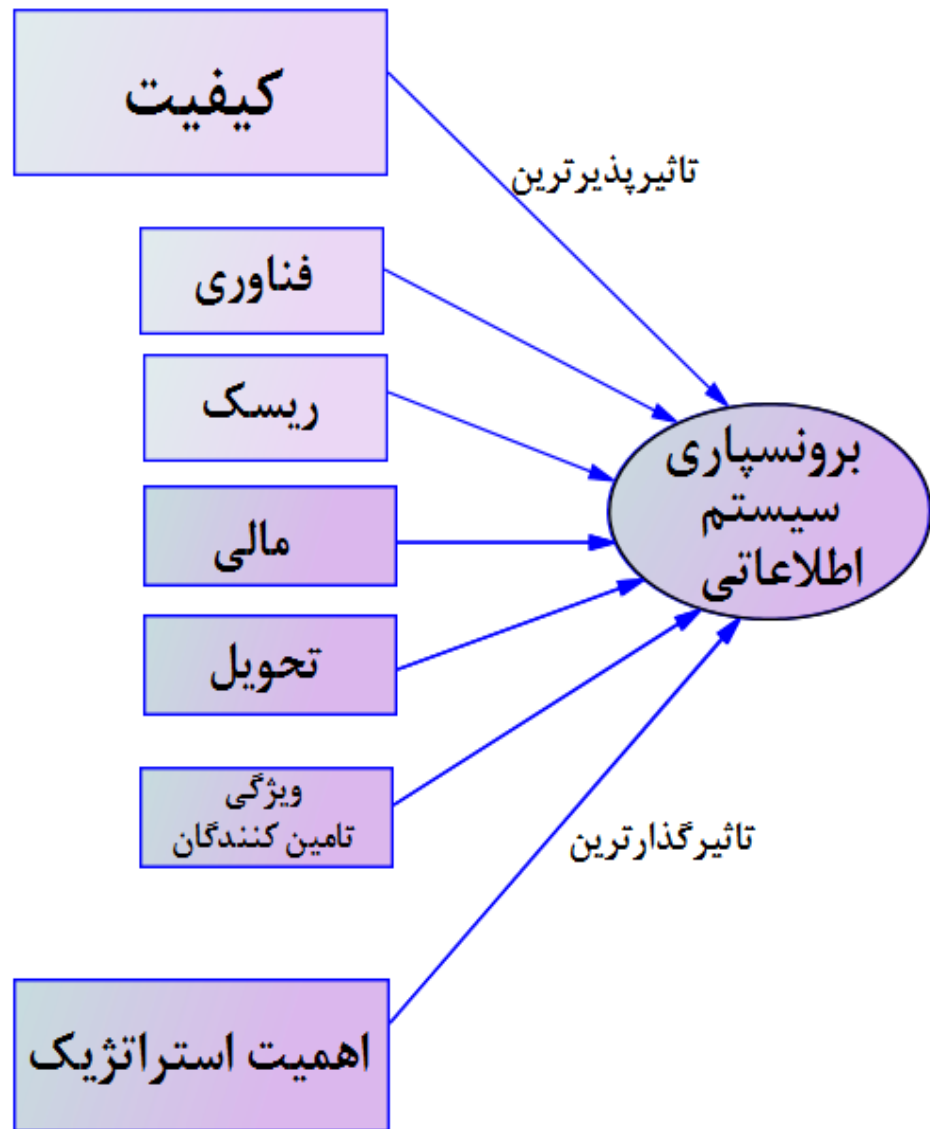 کیفیت
تاثیرپذیرترین
فناوری
ریسک
برونسپاری
سیستم
اطلاعاتی
مالی
تحویل
ویژگی
تامین کنندگان
تاثیرگذارترین
اهمیت استراتژیک